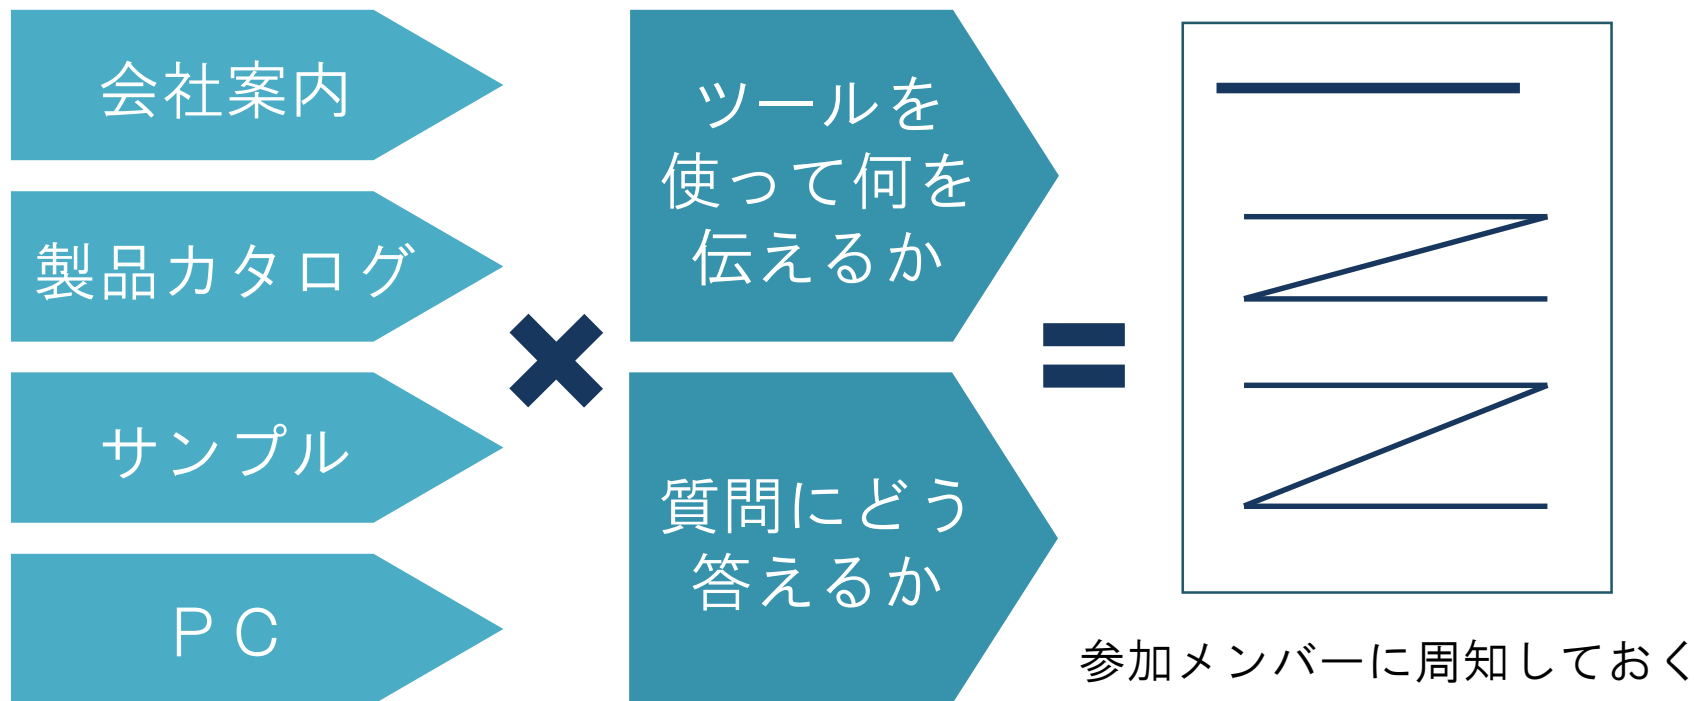 会社案内
製品カタログ
サンプル
ＰＣ
ツールを
使って何を
伝えるか
質問にどう
答えるか
参加メンバーに周知しておく